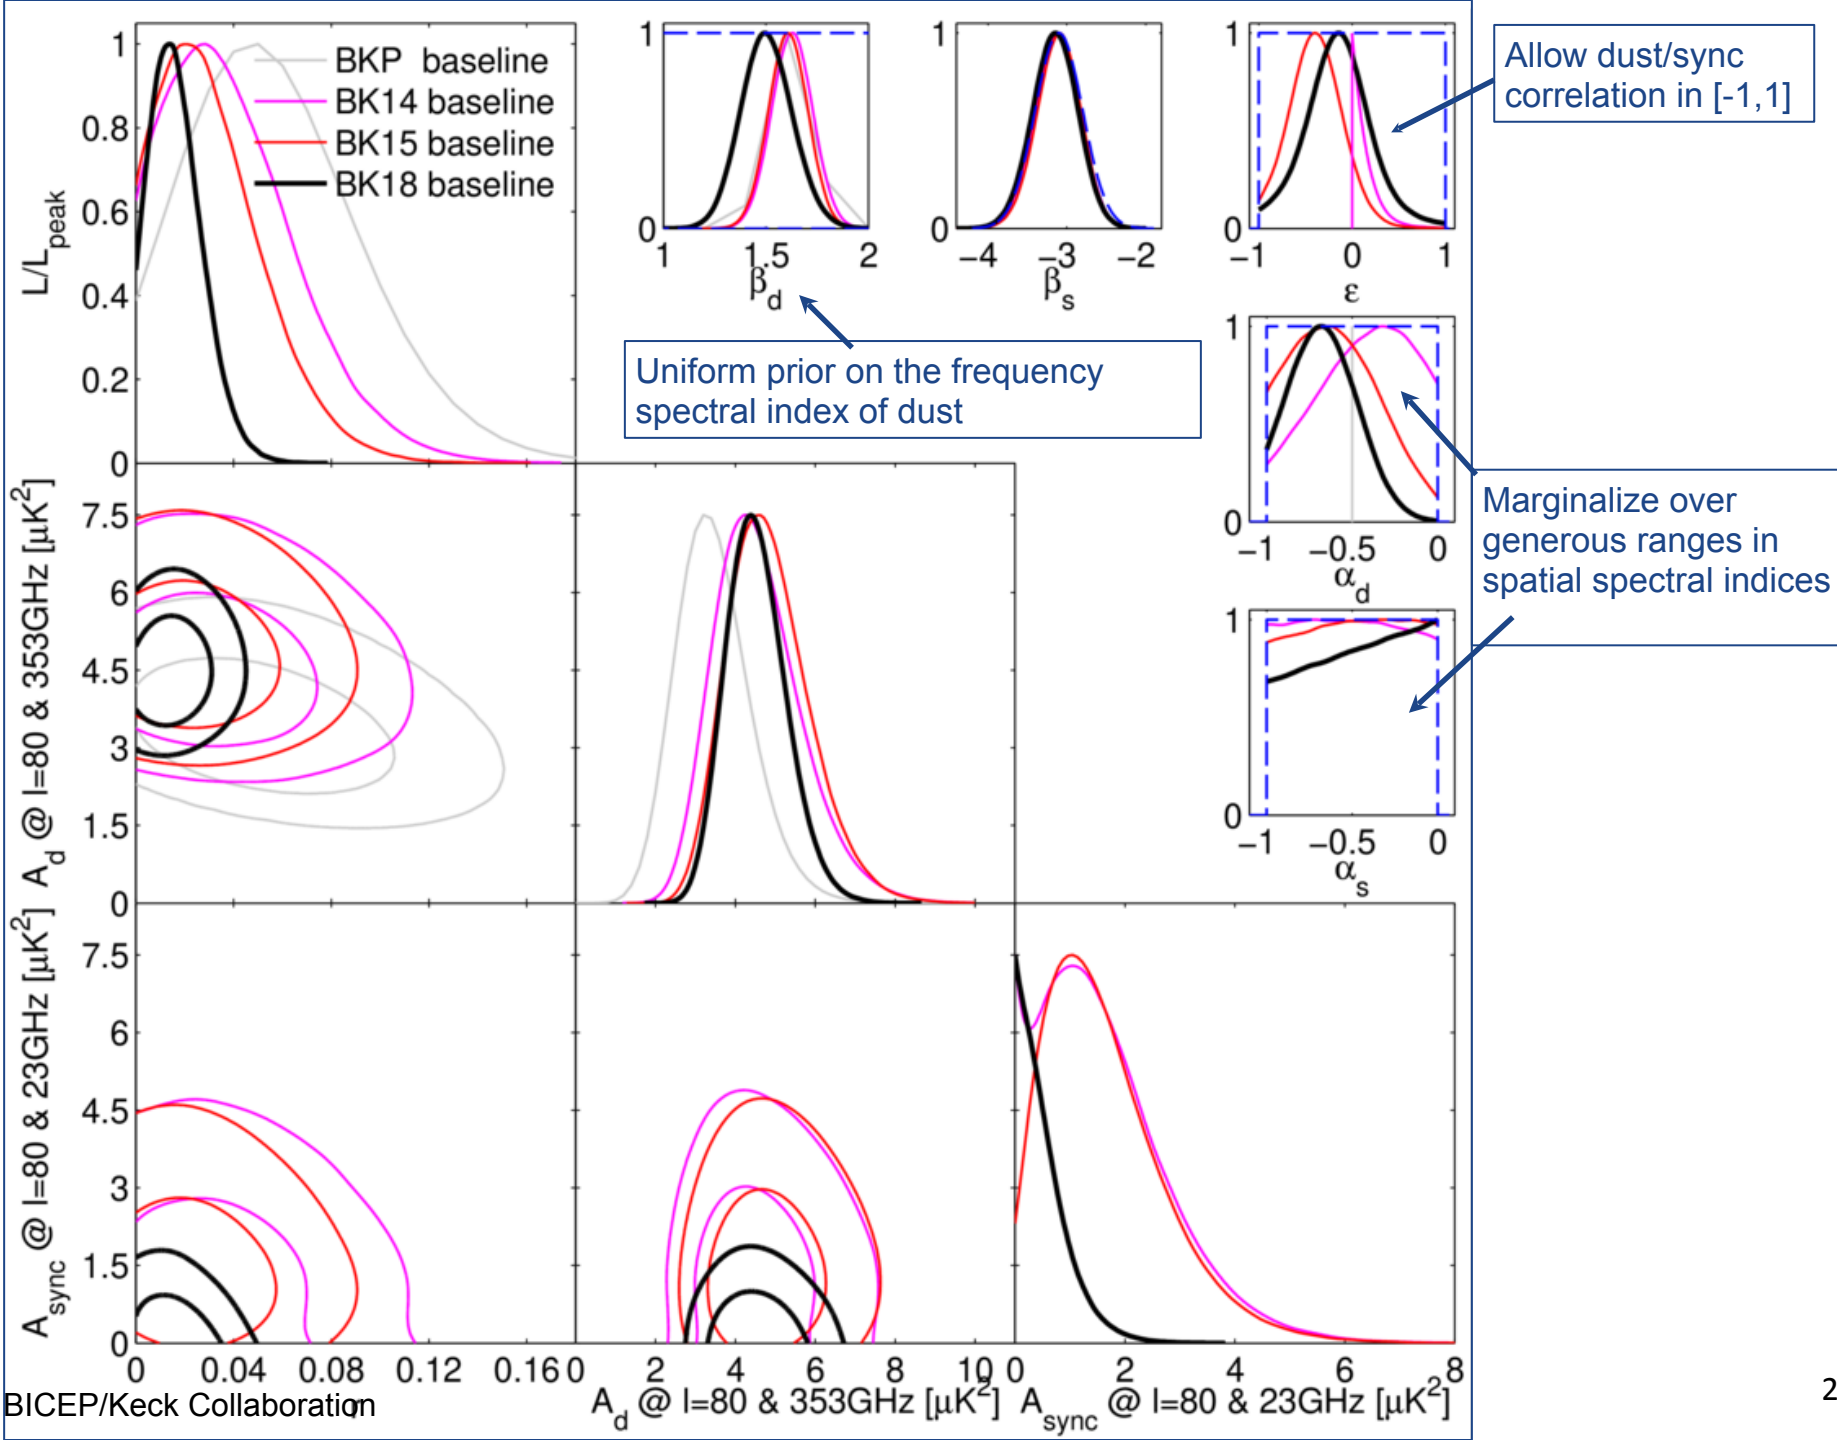 1
0.8
0.6
0.4
0.2
0
L/L_peak
BKP baseline
BK14 baseline
BK15 baseline
BK18 baseline
1
0
1
1.5
2
β_d
1
0
−4
−3
−2
β_s
1
0
−1
0
1
ε
Allow dust/sync
correlation in [-1,1]
Uniform prior on the frequency
spectral index of dust
1
0
−1
−0.5
0
α_d
Marginalize over
generous ranges in
spatial spectral indices
1
0
−1
−0.5
0
α_s
7.5
6
4.5
3
1.5
0
A_d @ l=80 & 353GHz [μK²]
7.5
6
4.5
3
1.5
0
A_sync @ l=80 & 23GHz [μK²]
0
0.04
0.08
0.12
0.16
r
0
2
4
6
8
10
A_d @ l=80 & 353GHz [μK²]
0
2
4
6
8
A_sync @ l=80 & 23GHz [μK²]
BICEP/Keck Collaboration
2